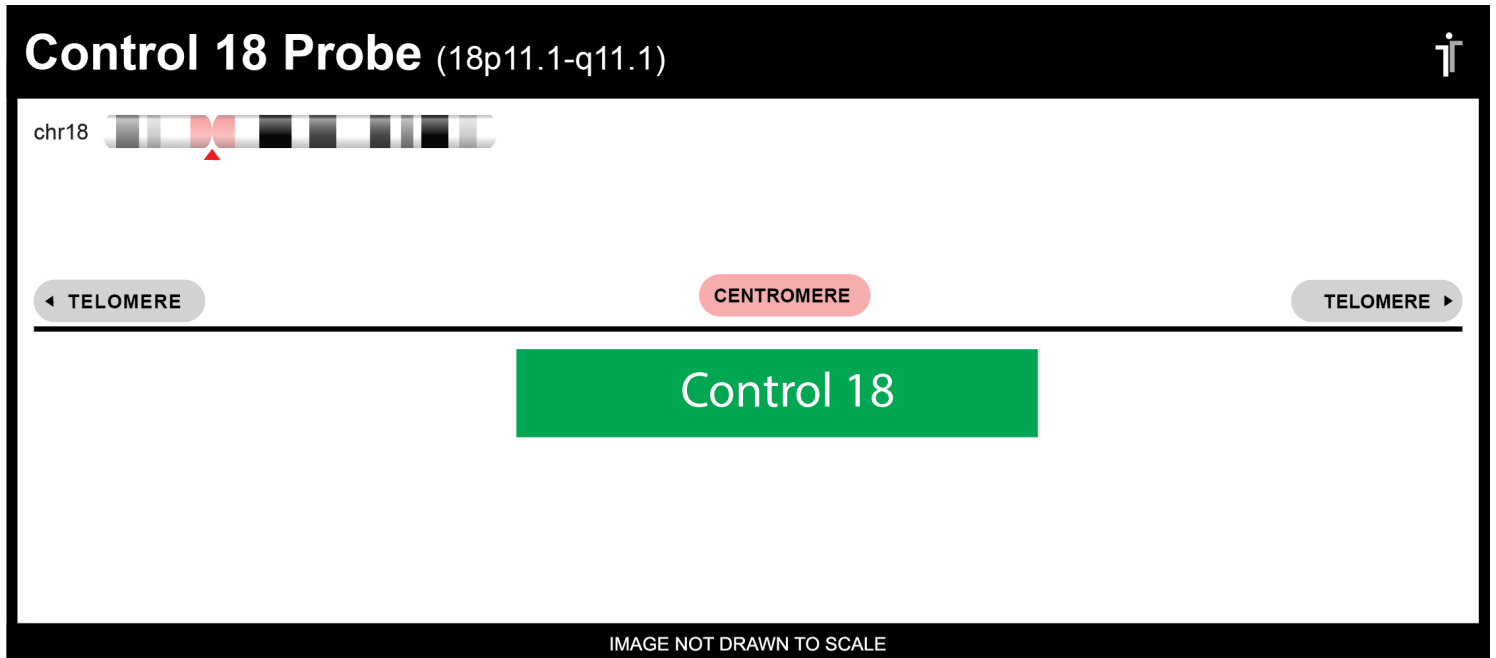 Control 18 Probe (18p11.1-q11.1)
chr18
TELOMERE
CENTROMERE
TELOMERE
Control 18
IMAGE NOT DRAWN TO SCALE